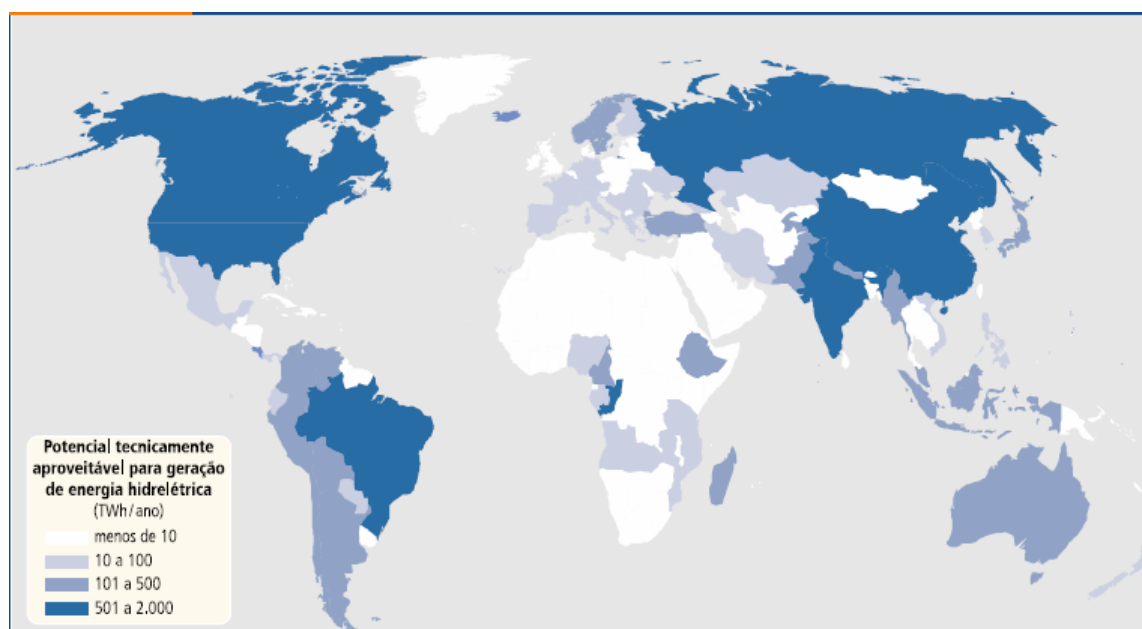 Potencial tecnicamente
aproveitável para geração
de energia hidrelétrica
(TWh/ano)
menos de 10
10 a 100
101 a 500
501 a 2.000